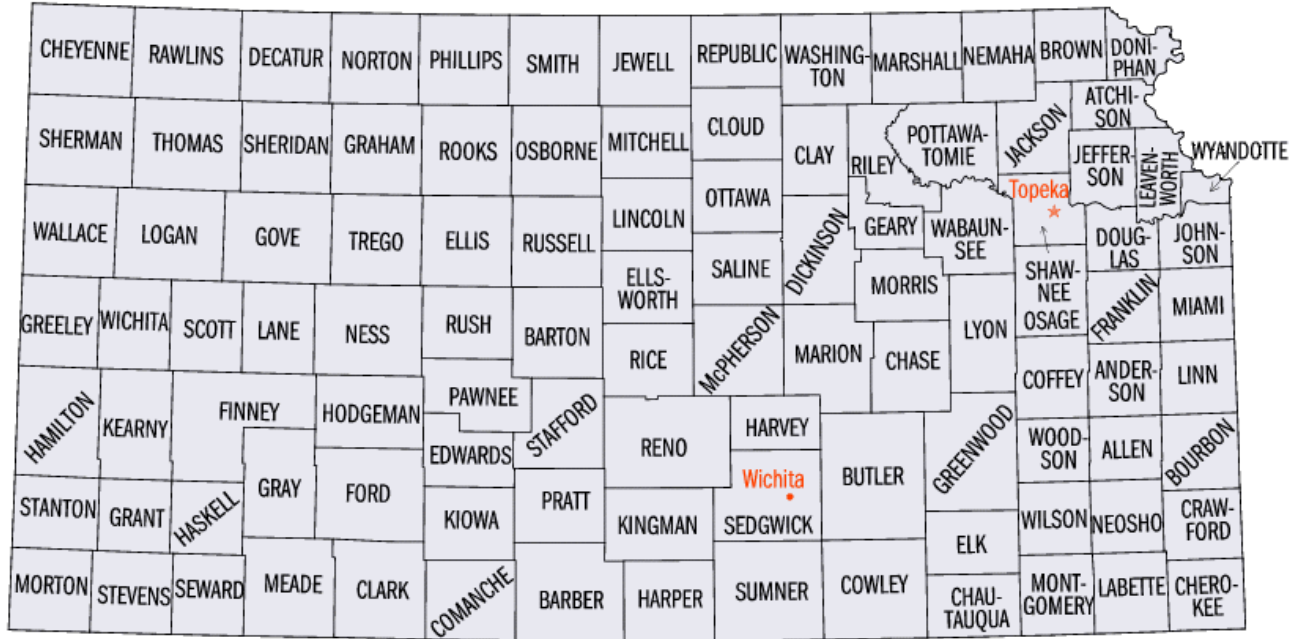 CHEYENNE
RAWLINS
DECATUR
NORTON
PHILLIPS
SMITH
JEWELL
REPUBLIC
WASHING-
TON
MARSHALL
NEMAHA
BROWN
DONI-
PHAN
SHERMAN
THOMAS
SHERIDAN
GRAHAM
ROOKS
OSBORNE
MITCHELL
CLOUD
CLAY
RILEY
POTTAWA-
TOMIE
JACKSON
ATCHI-
SON
JEFFER-
SON
LEAVEN-
WORTH
WYANDOTTE
Topeka
WALLACE
LOGAN
GOVE
TREGO
ELLIS
RUSSELL
LINCOLN
OTTAWA
DICKINSON
GEARY
WABAUN-
SEE
SHAW-
NEE
DOUG-
LAS
JOHN-
SON
ELLS-
WORTH
SALINE
MORRIS
GREELEY
WICHITA
SCOTT
LANE
NESS
RUSH
BARTON
RICE
McPHERSON
MARION
CHASE
LYON
OSAGE
FRANKLIN
MIAMI
HAMILTON
KEARNY
FINNEY
HODGEMAN
PAWNEE
STAFFORD
RENO
HARVEY
COFFEY
ANDER-
SON
LINN
EDWARDS
GRAY
FORD
Wichita
BUTLER
GREENWOOD
WOOD-
SON
ALLEN
BOURBON
STANTON
GRANT
HASKELL
KIOWA
PRATT
KINGMAN
SEDGWICK
ELK
WILSON
NEOSHO
CRAW-
FORD
MORTON
STEVENS
SEWARD
MEADE
CLARK
COMANCHE
BARBER
HARPER
SUMNER
COWLEY
CHAU-
TAUQUA
MONT-
GOMERY
LABETTE
CHERO-
KEE